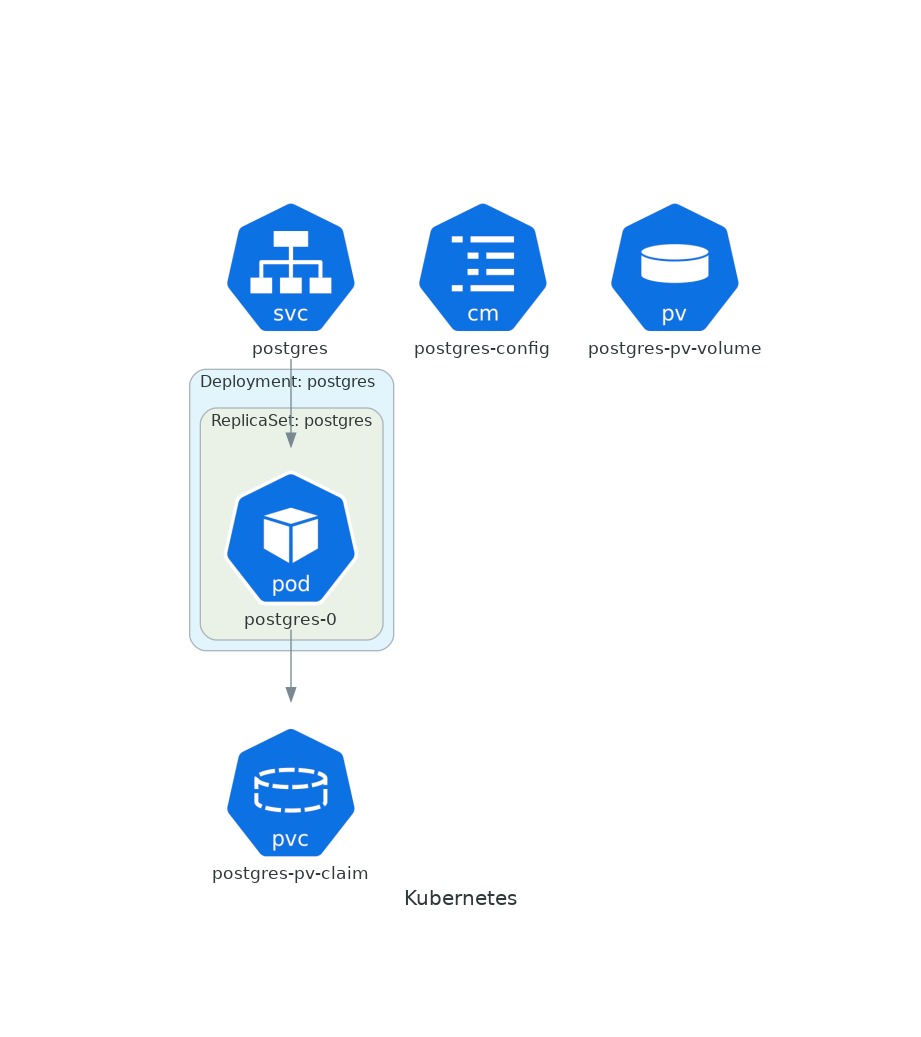 svc
cm
pv
postgres
postgres-config
postgres-pv-volume
Deployment: postgres
ReplicaSet: postgres
pod
postgres-0
pvc
postgres-pv-claim
Kubernetes